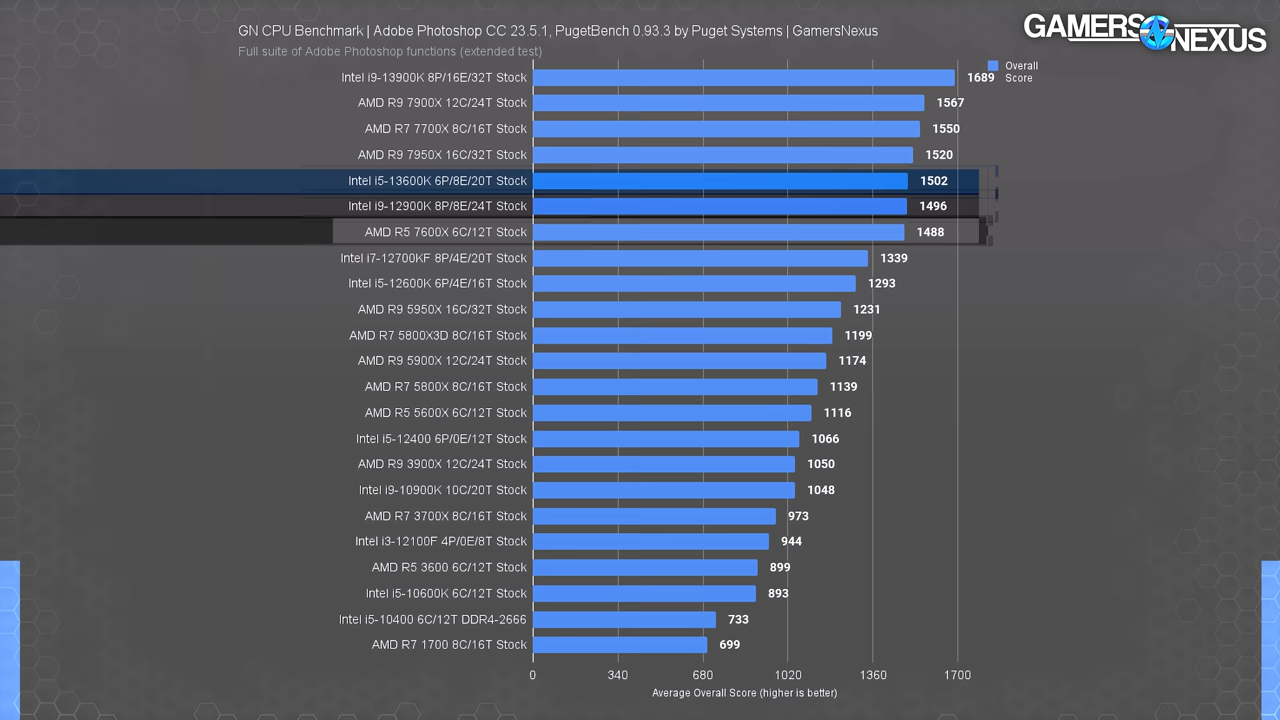 GN CPU Benchmark | Adobe Photoshop CC 23.5.1, PugetBench 0.93.3 by Puget Systems | GamersNexus
Full suite of Adobe Photoshop functions (extended test)
GAMERS NEXUS
Overall Score
Intel i9-13900K 8P/16E/32T Stock 1689
AMD R9 7900X 12C/24T Stock 1567
AMD R7 7700X 8C/16T Stock 1550
AMD R9 7950X 16C/32T Stock 1520
Intel i5-13600K 6P/8E/20T Stock 1502
Intel i9-12900K 8P/8E/24T Stock 1496
AMD R5 7600X 6C/12T Stock 1488
Intel i7-12700KF 8P/4E/20T Stock 1339
Intel i5-12600K 6P/4E/16T Stock 1293
AMD R9 5950X 16C/32T Stock 1231
AMD R7 5800X3D 8C/16T Stock 1199
AMD R9 5900X 12C/24T Stock 1174
AMD R7 5800X 8C/16T Stock 1139
AMD R5 5600X 6C/12T Stock 1116
Intel i5-12400 6P/0E/12T Stock 1066
AMD R9 3900X 12C/24T Stock 1050
Intel i9-10900K 10C/20T Stock 1048
AMD R7 3700X 8C/16T Stock 973
Intel i3-12100F 4P/0E/8T Stock 944
AMD R5 3600 6C/12T Stock 899
Intel i5-10600K 6C/12T Stock 893
Intel i5-10400 6C/12T DDR4-2666 733
AMD R7 1700 8C/16T Stock 699
0 340 680 1020 1360 1700
Average Overall Score (higher is better)